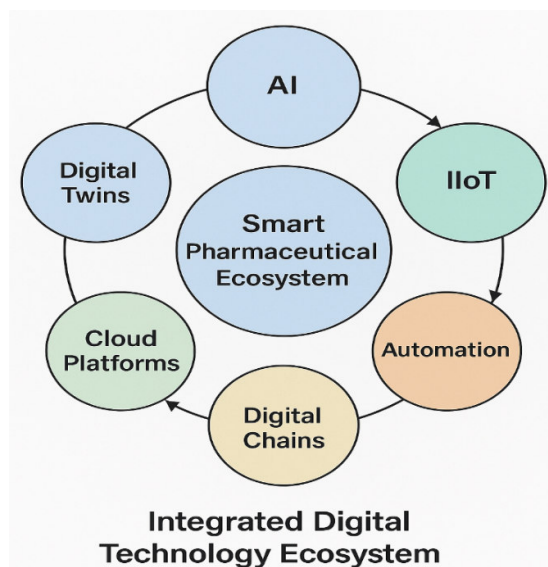 AI
IIoT
Automation
Digital
Chains
Cloud
Platforms
Digital
Twins
Smart
Pharmaceutical
Ecosystem
Integrated Digital
Technology Ecosystem